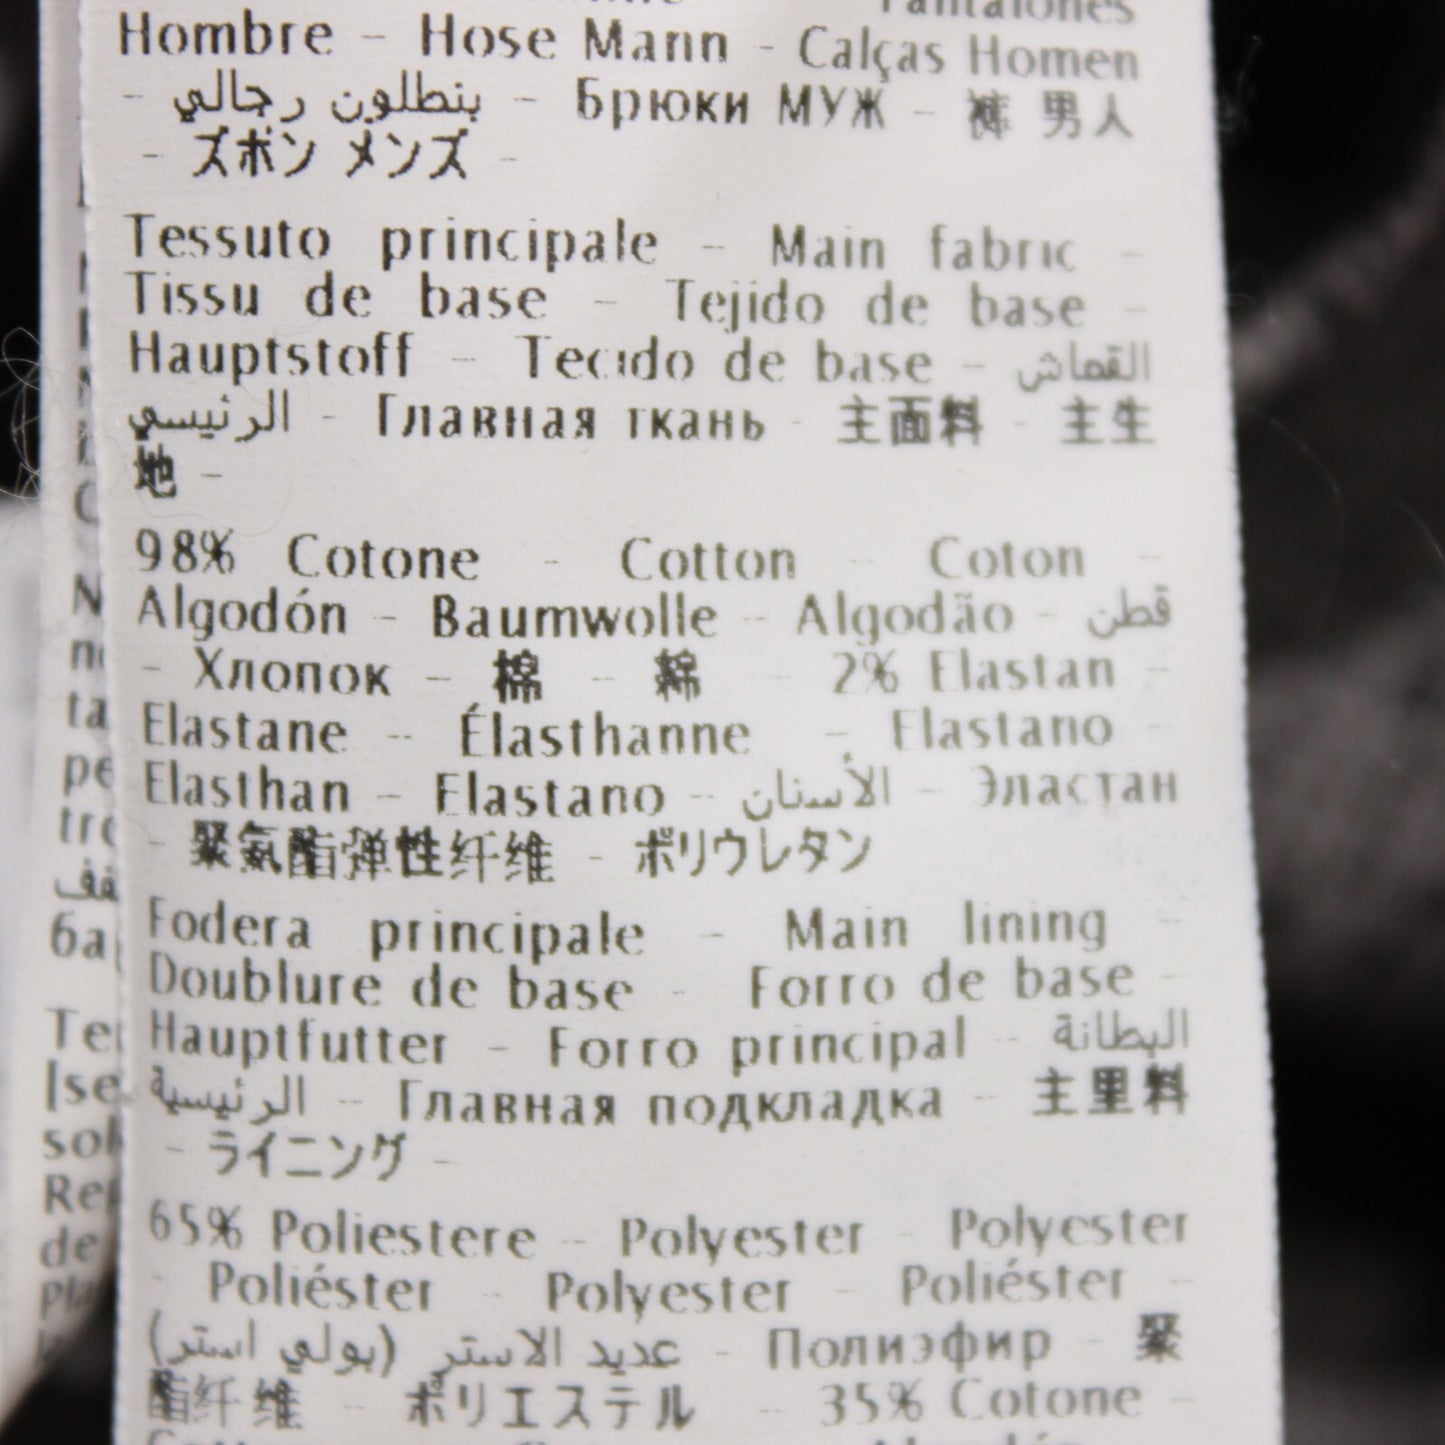 Pantalones
Hombre - Hose Mann - Calças Homen
- بنطلون رجالي - Брюки МУЖ - 裤 男人
- ズボン メンズ -
Tessuto principale - Main fabric -
Tissu de base - Tejido de base -
Hauptstoff - Tecido de base - القماش
الرئيسي - Главная ткань - 主面料 - 主生
地 -
98% Cotone - Cotton - Coton -
Algodón - Baumwolle - Algodão - قطن
- Хлопок - 棉 - 綿 - 2% Elastan -
Elastane - Élasthanne - Elastano -
Elasthan - Elastano - الأسنان - Эластан
- 聚氨酯弹性纤维 - ポリウレタン
Fodera principale - Main lining -
Doublure de base - Forro de base -
Hauptfutter - Forro principal - البطانة
الرئيسية - Главная подкладка - 主里料
- ライニング -
65% Poliestere - Polyester - Polyester
- Poliéster - Polyester - Poliéster -
عديد الاستر (بولي استر) - Полиэфир - 聚
酯纤维 - ポリエステル - 35% Cotone -